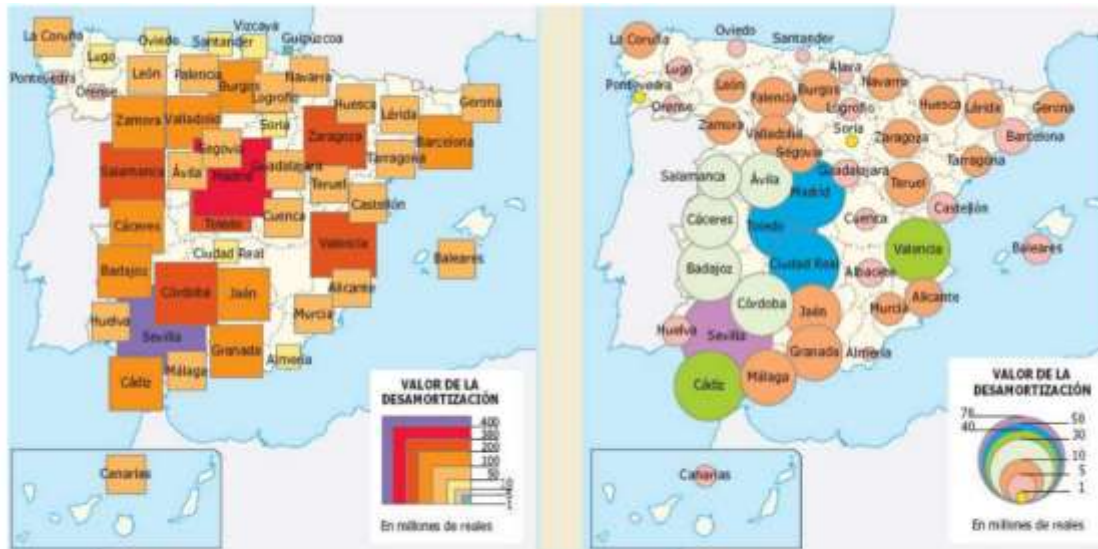 Vizcaya
La Coruña
Oviedo
Santander
Guipúzcoa
Lugo
Pontevedra
Orense
León
Palencia
Burgos
Logroño
Navarra
Huesca
Lérida
Gerona
Zamora
Valladolid
Soria
Zaragoza
Barcelona
Segovia
Tarragona
Salamanca
Ávila
Madrid
Guadalajara
Teruel
Castellón
Cáceres
Toledo
Cuenca
Valencia
Ciudad Real
Baleares
Badajoz
Córdoba
Jaén
Alicante
Huelva
Sevilla
Murcia
Granada
Almería
Cádiz
Málaga
Canarias
VALOR DE LA
DESAMORTIZACIÓN
400
300
200
100
50
En millones de reales
La Coruña
Oviedo
Santander
Lugo
Álava
Pontevedra
Orense
León
Palencia
Burgos
Logroño
Navarra
Huesca
Lérida
Gerona
Zamora
Valladolid
Soria
Zaragoza
Barcelona
Segovia
Tarragona
Salamanca
Ávila
Madrid
Guadalajara
Teruel
Castellón
Cáceres
Toledo
Cuenca
Valencia
Baleares
Badajoz
Ciudad Real
Albacete
Córdoba
Jaén
Murcia
Alicante
Huelva
Sevilla
Granada
Almería
Cádiz
Málaga
Canarias
VALOR DE LA
DESAMORTIZACIÓN
76
50
40
30
10
5
1
En millones de reales